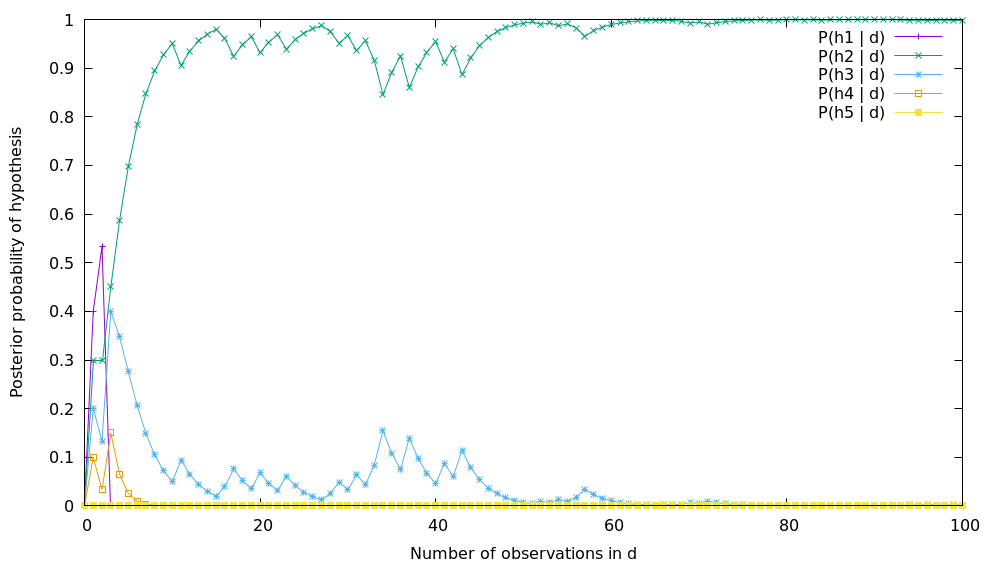 Posterior probability of hypothesis
1
0.9
0.8
0.7
0.6
0.5
0.4
0.3
0.2
0.1
0
0 20 40 60 80 100
Number of observations in d
P(h1 | d)
P(h2 | d)
P(h3 | d)
P(h4 | d)
P(h5 | d)